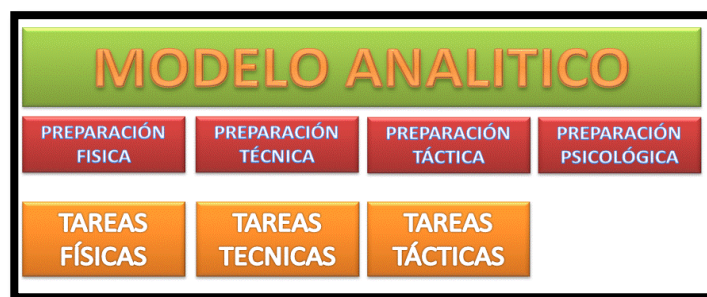 MODELO ANALITICO
PREPARACIÓN
FISICA
PREPARACIÓN
TÉCNICA
PREPARACIÓN
TÁCTICA
PREPARACIÓN
PSICOLÓGICA
TAREAS
FÍSICAS
TAREAS
TECNICAS
TAREAS
TÁCTICAS